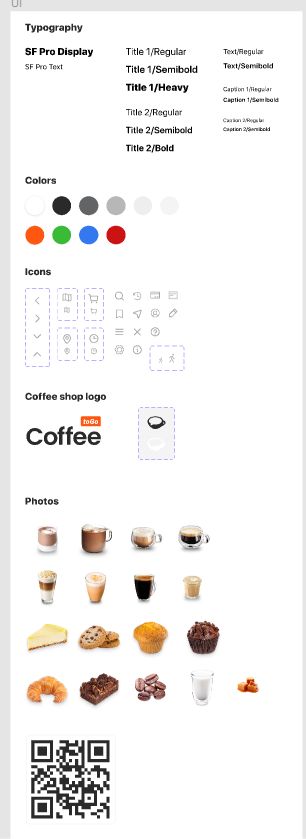 UI
Typography
SF Pro Display
SF Pro Text
Title 1/Regular
Title 1/Semibold
Title 1/Heavy
Title 2/Regular
Title 2/Semibold
Title 2/Bold
Text/Regular
Text/Semibold
Caption 1/Regular
Caption 1/Semibold
Caption 2/Regular
Caption 2/Semibold
Colors
Icons
Coffee shop logo
toGo
Coffee
Photos